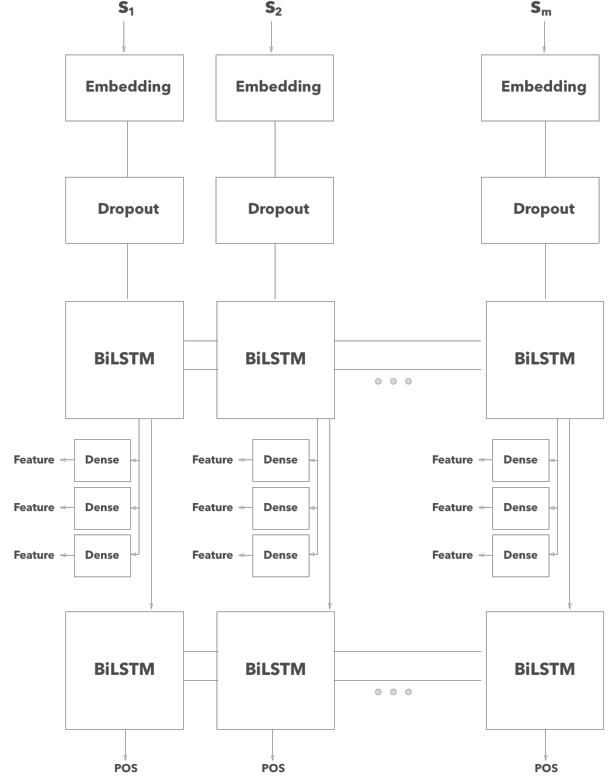 S1 S2 Sm
Embedding Embedding Embedding
Dropout Dropout Dropout
BiLSTM BiLSTM BiLSTM
Feature Dense Feature Dense Feature Dense
Feature Dense Feature Dense Feature Dense
Feature Dense Feature Dense Feature Dense
BiLSTM BiLSTM BiLSTM
POS POS POS